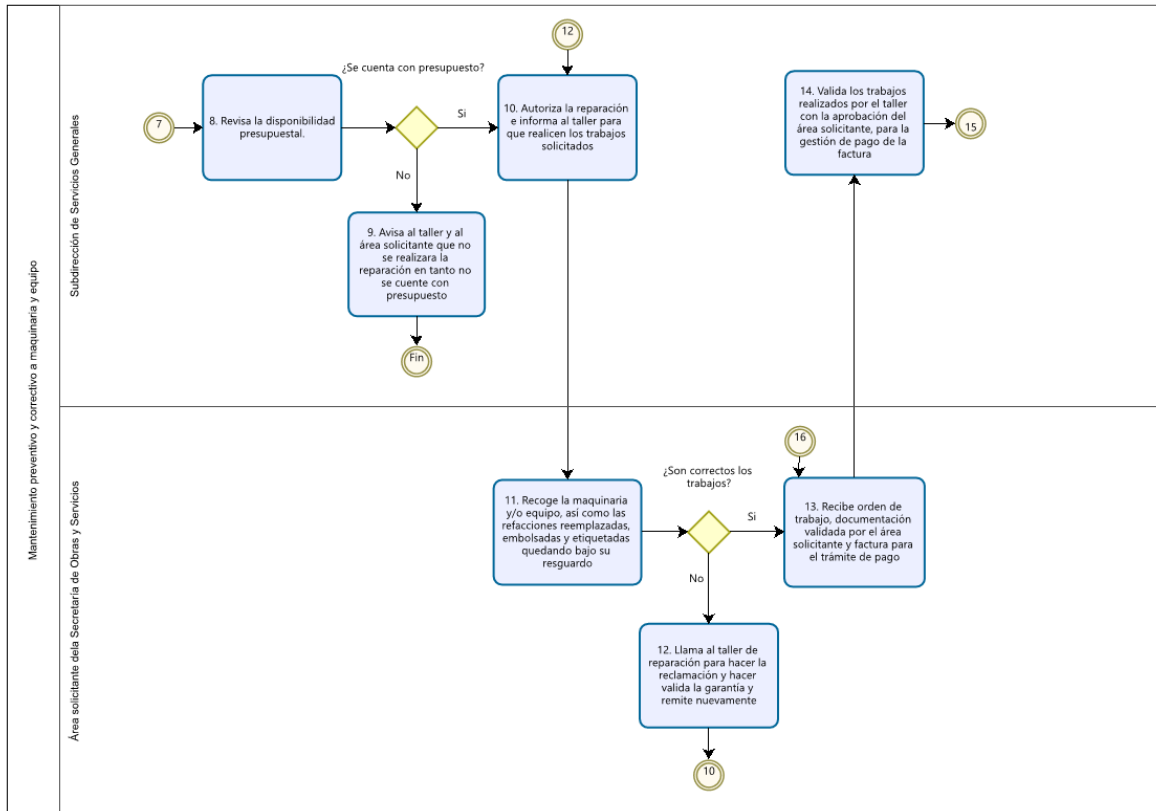 Mantenimiento preventivo y correctivo a maquinaria y equipo
Subdirección de Servicios Generales
7
8. Revisa la disponibilidad
presupuestal.
¿Se cuenta con presupuesto?
Si
No
12
10. Autoriza la reparación
e informa al taller para
que realicen los trabajos
solicitados
9. Avisa al taller y al
área solicitante que no
se realizara la
reparación en tanto no
se cuente con
presupuesto
Fin
14. Valida los trabajos
realizados por el taller
con la aprobación del
área solicitante, para la
gestión de pago de la
factura
15
Área solicitante dela Secretaría de Obras y Servicios
11. Recoge la maquinaria
y/o equipo, así como las
refacciones reemplazadas,
embolsadas y etiquetadas
quedando bajo su
resguardo
¿Son correctos los
trabajos?
Si
No
16
13. Recibe orden de
trabajo, documentación
validada por el área
solicitante y factura para
el trámite de pago
12. Llama al taller de
reparación para hacer la
reclamación y hacer
valida la garantía y
remite nuevamente
10